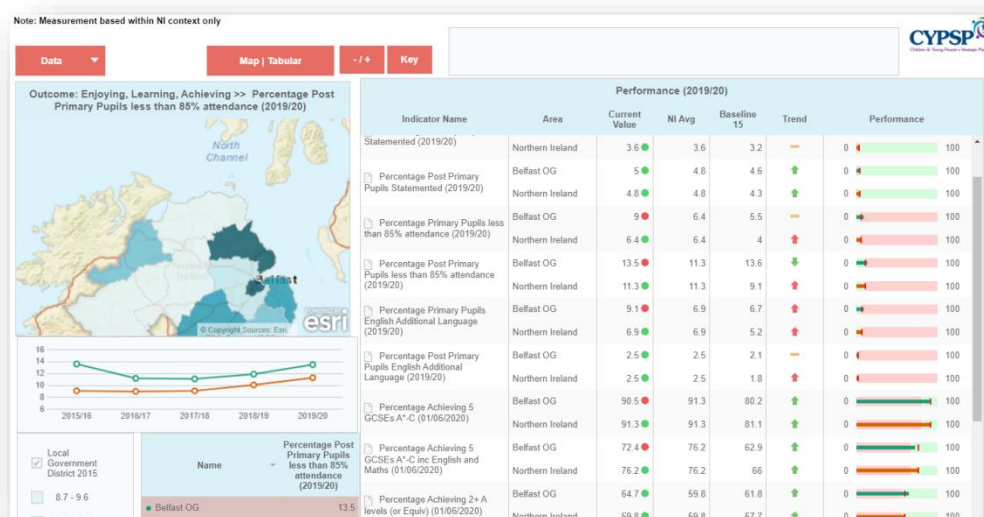 Note: Measurement based within NI context only
CYPSP
Data
Map | Tabular
- / +
Key
Outcome: Enjoying, Learning, Achieving >> Percentage Post
Primary Pupils less than 85% attendance (2019/20)
North
Channel
Belfast
© Copyright Sources: Esri
esri
16
14
12
10
8
6
2015/16 2016/17 2017/18 2018/19 2019/20
Local
Government
District 2015
8.7 - 9.6
Name
Percentage Post
Primary Pupils
less than 85%
attendance
(2019/20)
Belfast OG 13.5
Performance (2019/20)
Indicator Name Area Current Value NI Avg Baseline 15 Trend Performance
Statemented (2019/20)
Northern Ireland 3.6 3.6 3.2 0 100
Percentage Post Primary
Pupils Statemented (2019/20)
Belfast OG 5 4.8 4.6 0 100
Northern Ireland 4.8 4.8 4.3 0 100
Percentage Primary Pupils less
than 85% attendance (2019/20)
Belfast OG 9 6.4 5.5 0 100
Northern Ireland 6.4 6.4 4 0 100
Percentage Post Primary
Pupils less than 85% attendance
(2019/20)
Belfast OG 13.5 11.3 13.6 0 100
Northern Ireland 11.3 11.3 9.1 0 100
Percentage Primary Pupils
English Additional Language
(2019/20)
Belfast OG 9.1 6.9 6.7 0 100
Northern Ireland 6.9 6.9 5.2 0 100
Percentage Post Primary
Pupils English Additional
Language (2019/20)
Belfast OG 2.5 2.5 2.1 0 100
Northern Ireland 2.5 2.5 1.8 0 100
Percentage Achieving 5
GCSEs A*-C (01/06/2020)
Belfast OG 90.5 91.3 80.2 0 100
Northern Ireland 91.3 91.3 81.1 0 100
Percentage Achieving 5
GCSEs A*-C inc English and
Maths (01/06/2020)
Belfast OG 72.4 76.2 62.9 0 100
Northern Ireland 76.2 76.2 66 0 100
Percentage Achieving 2+ A
levels (or Equiv) (01/06/2020)
Belfast OG 64.7 59.8 61.8 0 100
Northern Ireland 59.8 59.8 57.7 0 100